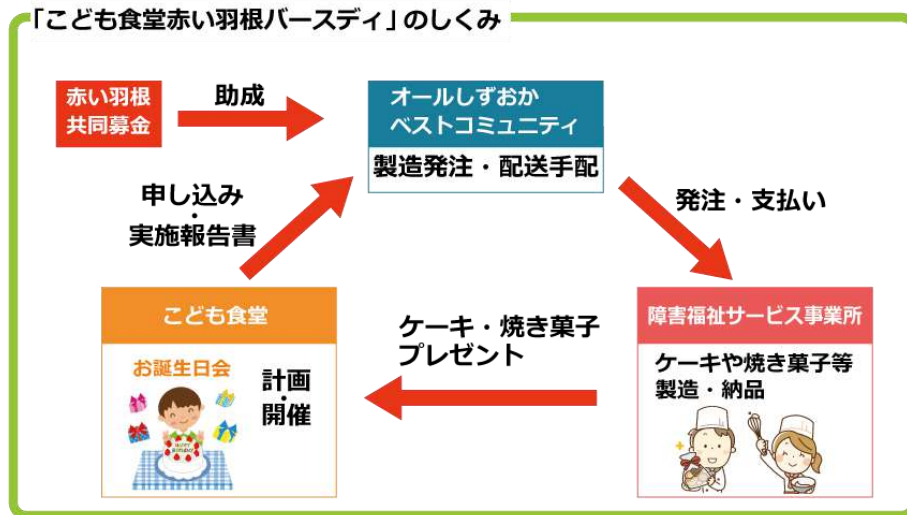 「こども食堂赤い羽根バースディ」のしくみ
赤い羽根
共同募金
助成
オールしずおか
ベストコミュニティ
製造発注・配送手配
申し込み
・
実施報告書
発注・支払い
こども食堂
お誕生日会
計画
・
開催
ケーキ・焼き菓子
プレゼント
障害福祉サービス事業所
ケーキや焼き菓子等
製造・納品
HAPPY
BIRTHDAY